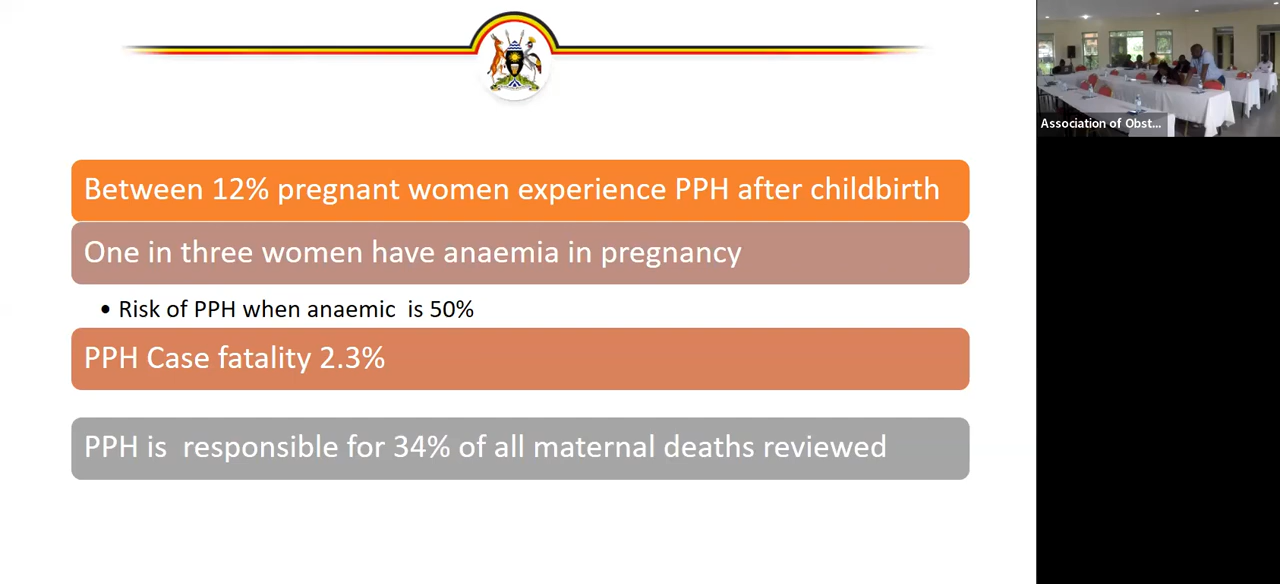 Between 12% pregnant women experience PPH after childbirth
One in three women have anaemia in pregnancy
• Risk of PPH when anaemic  is 50%
PPH Case fatality 2.3%
PPH is  responsible for 34% of all maternal deaths reviewed
Association of Obst...